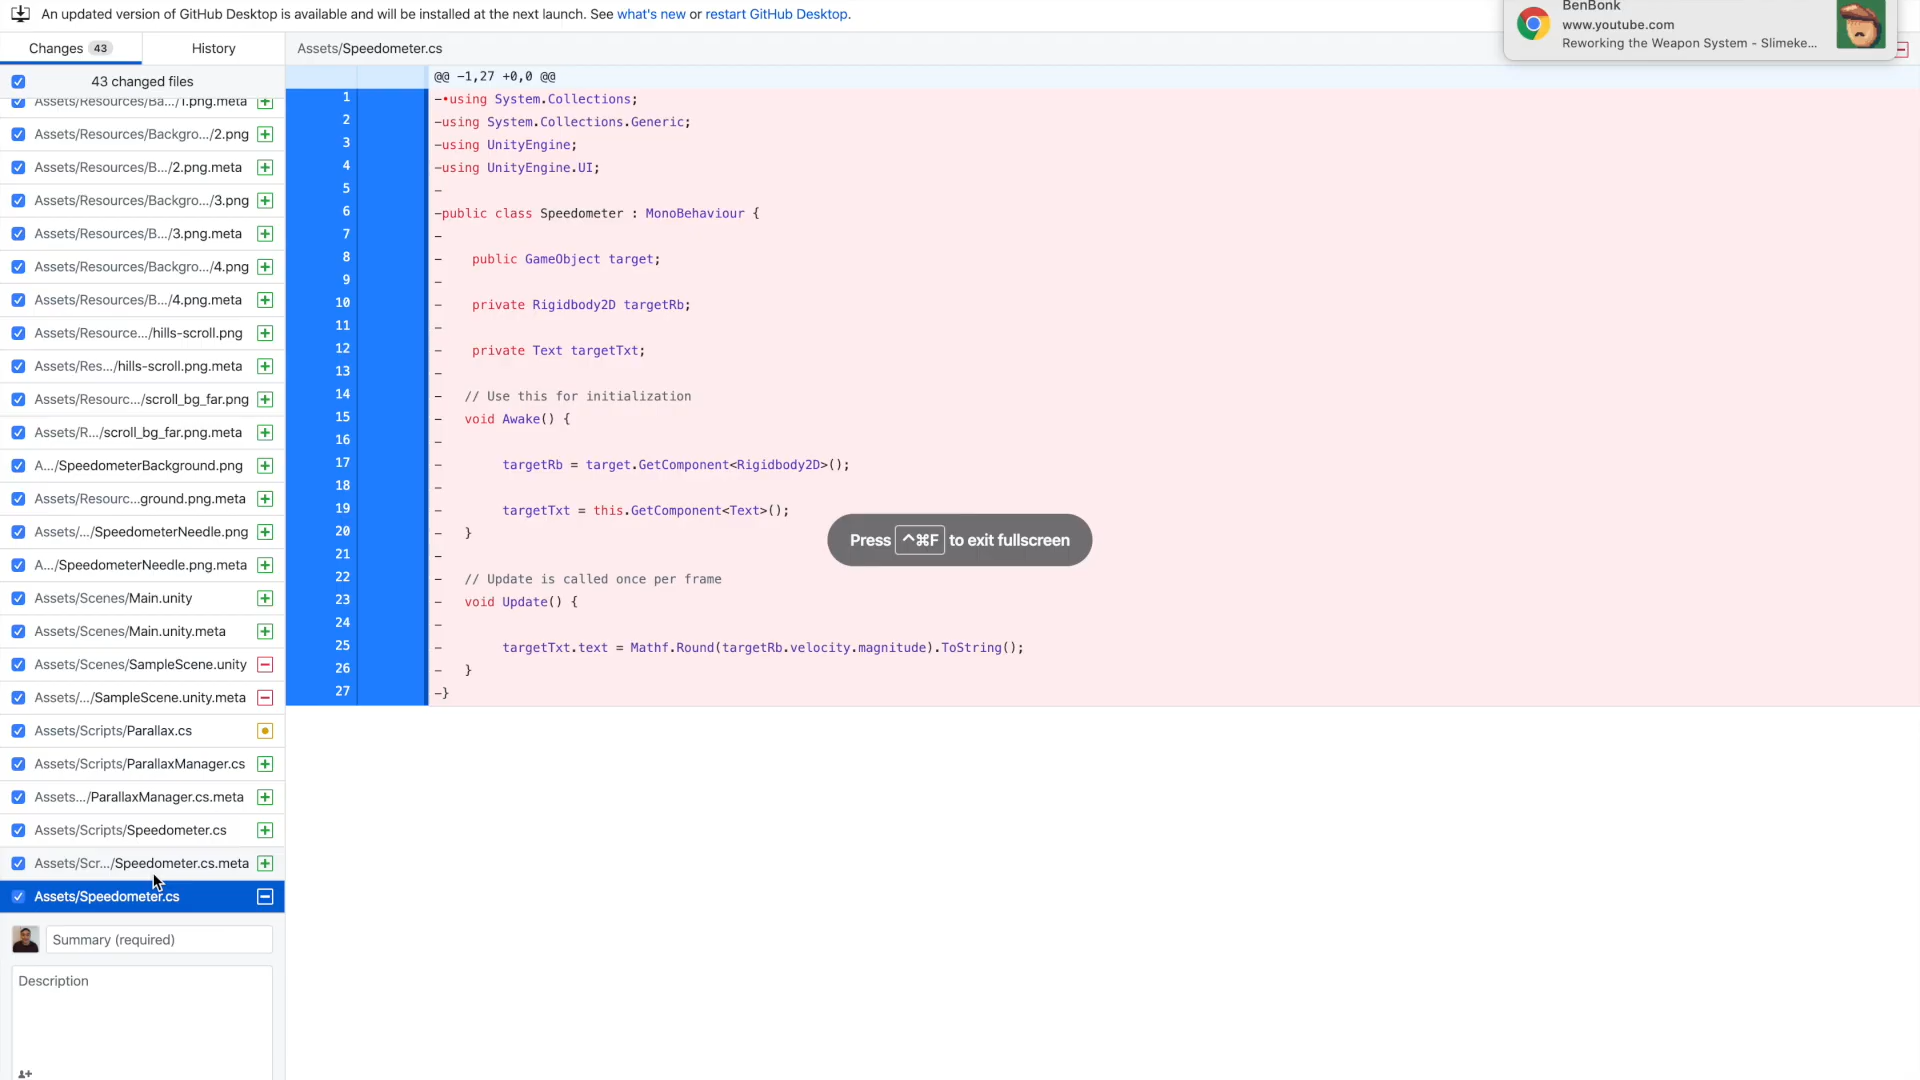 An updated version of GitHub Desktop is available and will be installed at the next launch. See what's new or restart GitHub Desktop.
BenBonk
www.youtube.com
Reworking the Weapon System - Slimeke...
Changes 43
History
Assets/Speedometer.cs
43 changed files
Assets/Resources/Ba.../1.png.meta
Assets/Resources/Backgro.../2.png
Assets/Resources/B.../2.png.meta
Assets/Resources/Backgro.../3.png
Assets/Resources/B.../3.png.meta
Assets/Resources/Backgro.../4.png
Assets/Resources/B.../4.png.meta
Assets/Resource.../hills-scroll.png
Assets/Res.../hills-scroll.png.meta
Assets/Resourc.../scroll_bg_far.png
Assets/R.../scroll_bg_far.png.meta
A.../SpeedometerBackground.png
Assets/Resourc...ground.png.meta
Assets/.../SpeedometerNeedle.png
A.../SpeedometerNeedle.png.meta
Assets/Scenes/Main.unity
Assets/Scenes/Main.unity.meta
Assets/Scenes/SampleScene.unity
Assets/.../SampleScene.unity.meta
Assets/Scripts/Parallax.cs
Assets/Scripts/ParallaxManager.cs
Assets.../ParallaxManager.cs.meta
Assets/Scripts/Speedometer.cs
Assets/Scr.../Speedometer.cs.meta
Assets/Speedometer.cs
Summary (required)
Description
@@ -1,27 +0,0 @@
1 -•using System.Collections;
2 -using System.Collections.Generic;
3 -using UnityEngine;
4 -using UnityEngine.UI;
5 -
6 -public class Speedometer : MonoBehaviour {
7 -
8 - public GameObject target;
9 -
10 - private Rigidbody2D targetRb;
11 -
12 - private Text targetTxt;
13 -
14 - // Use this for initialization
15 - void Awake() {
16 -
17 - targetRb = target.GetComponent<Rigidbody2D>();
18 -
19 - targetTxt = this.GetComponent<Text>();
20 - }
21 -
22 - // Update is called once per frame
23 - void Update() {
24 -
25 - targetTxt.text = Mathf.Round(targetRb.velocity.magnitude).ToString();
26 - }
27 -}
Press ^⌘F to exit fullscreen